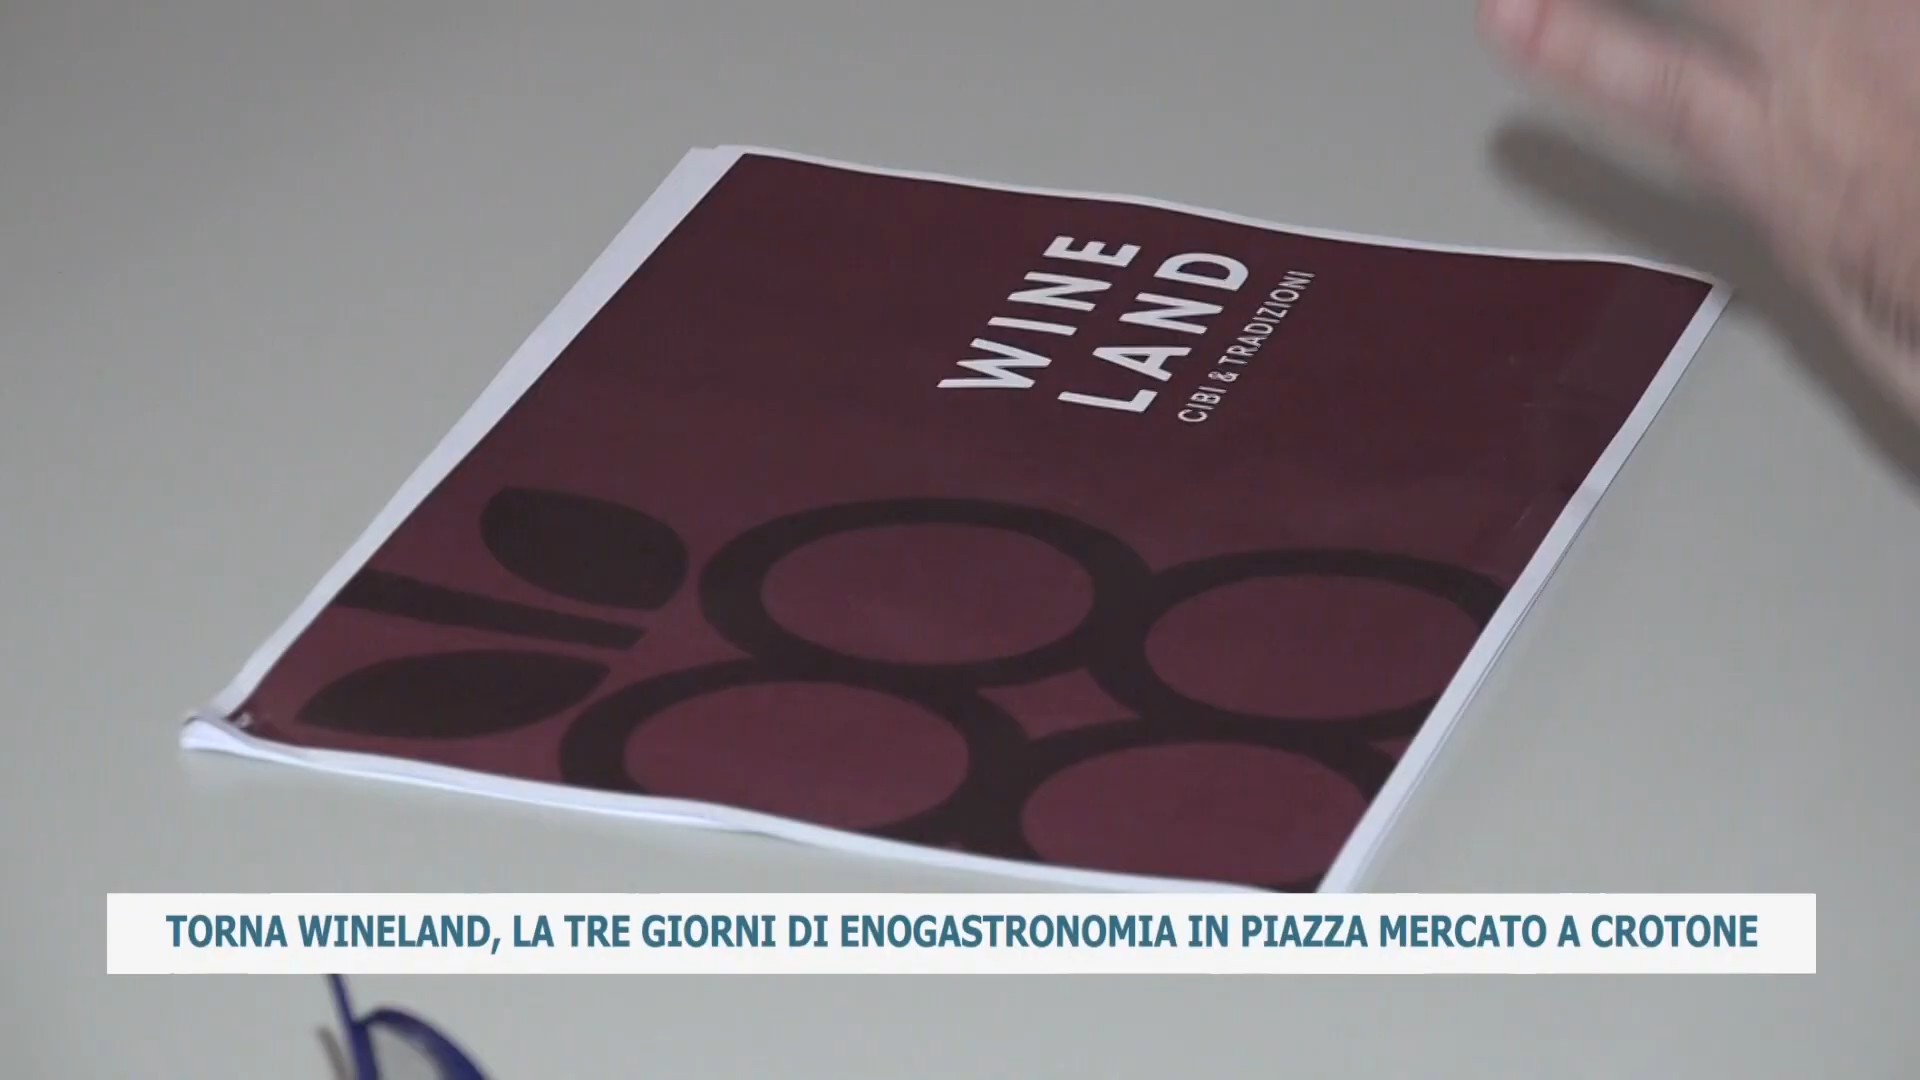 WINE
LAND
CIBI & TRADIZIONI
TORNA WINELAND, LA TRE GIORNI DI ENOGASTRONOMIA IN PIAZZA MERCATO A CROTONE